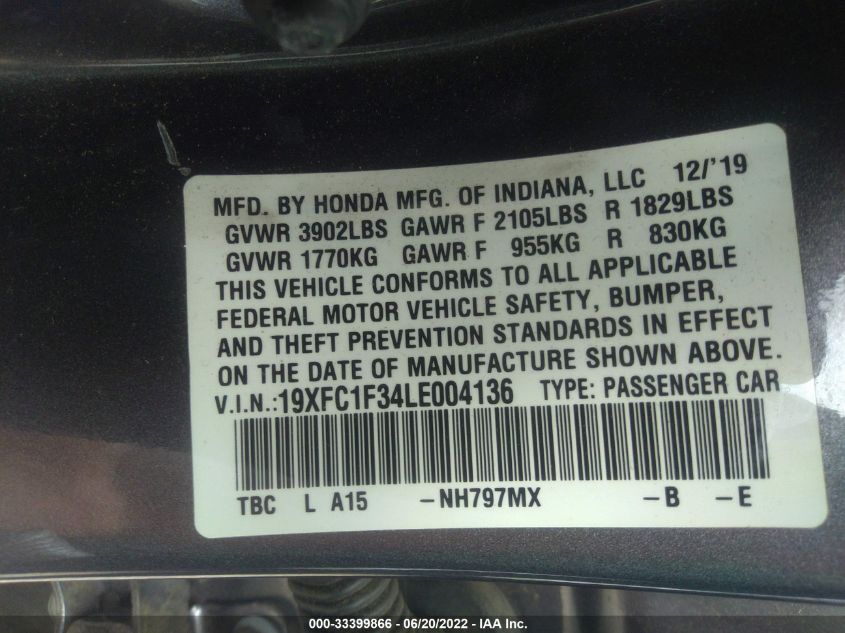 MFD. BY HONDA MFG. OF INDIANA, LLC 12/'19
GVWR 3902LBS GAWR F 2105LBS R 1829LBS
GVWR 1770KG GAWR F 955KG R 830KG
THIS VEHICLE CONFORMS TO ALL APPLICABLE
FEDERAL MOTOR VEHICLE SAFETY, BUMPER,
AND THEFT PREVENTION STANDARDS IN EFFECT
ON THE DATE OF MANUFACTURE SHOWN ABOVE.
V.I.N.:19XFC1F34LE004136 TYPE: PASSENGER CAR
TBC L A15 -NH797MX -B -E
000-33399866 - 06/20/2022 - IAA Inc.